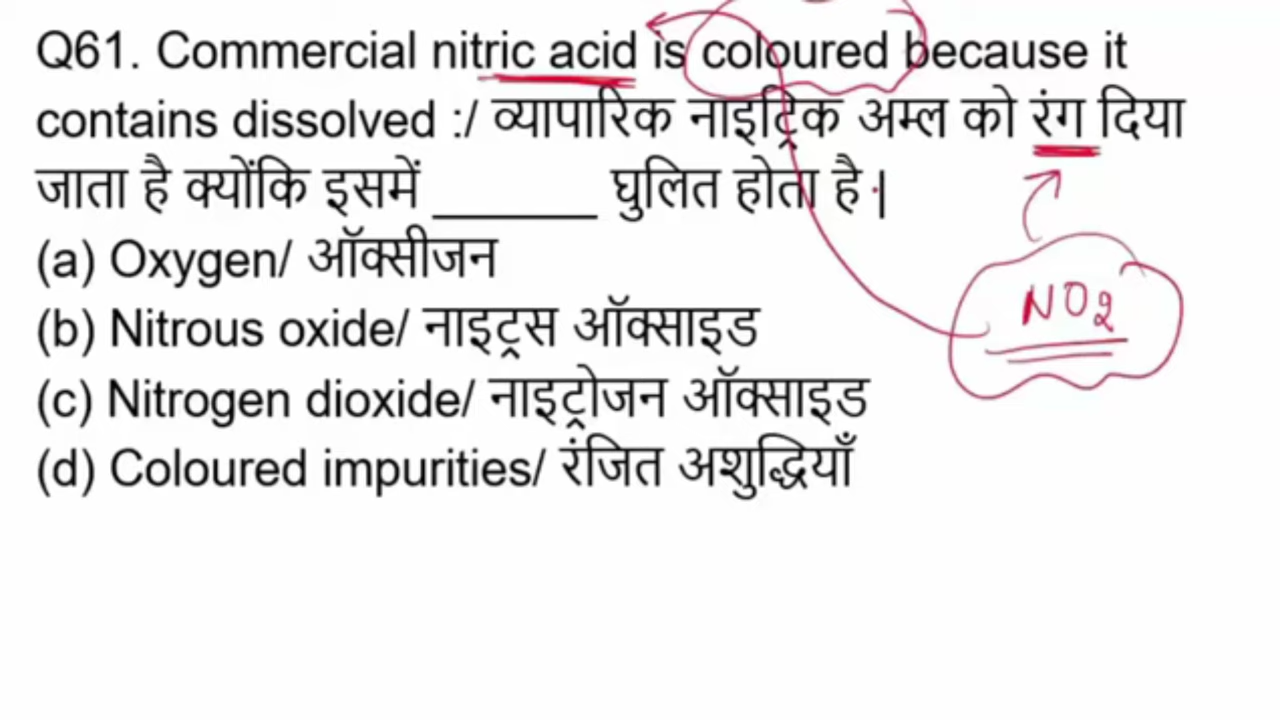 Q61. Commercial nitric acid is coloured because it
contains dissolved :/ व्यापारिक नाइट्रिक अम्ल को रंग दिया
जाता है क्योंकि इसमें ______ घुलित होता है।
(a) Oxygen/ ऑक्सीजन
NO2
(b) Nitrous oxide/ नाइट्रस ऑक्साइड
(c) Nitrogen dioxide/ नाइट्रोजन ऑक्साइड
(d) Coloured impurities/ रंजित अशुद्धियाँ